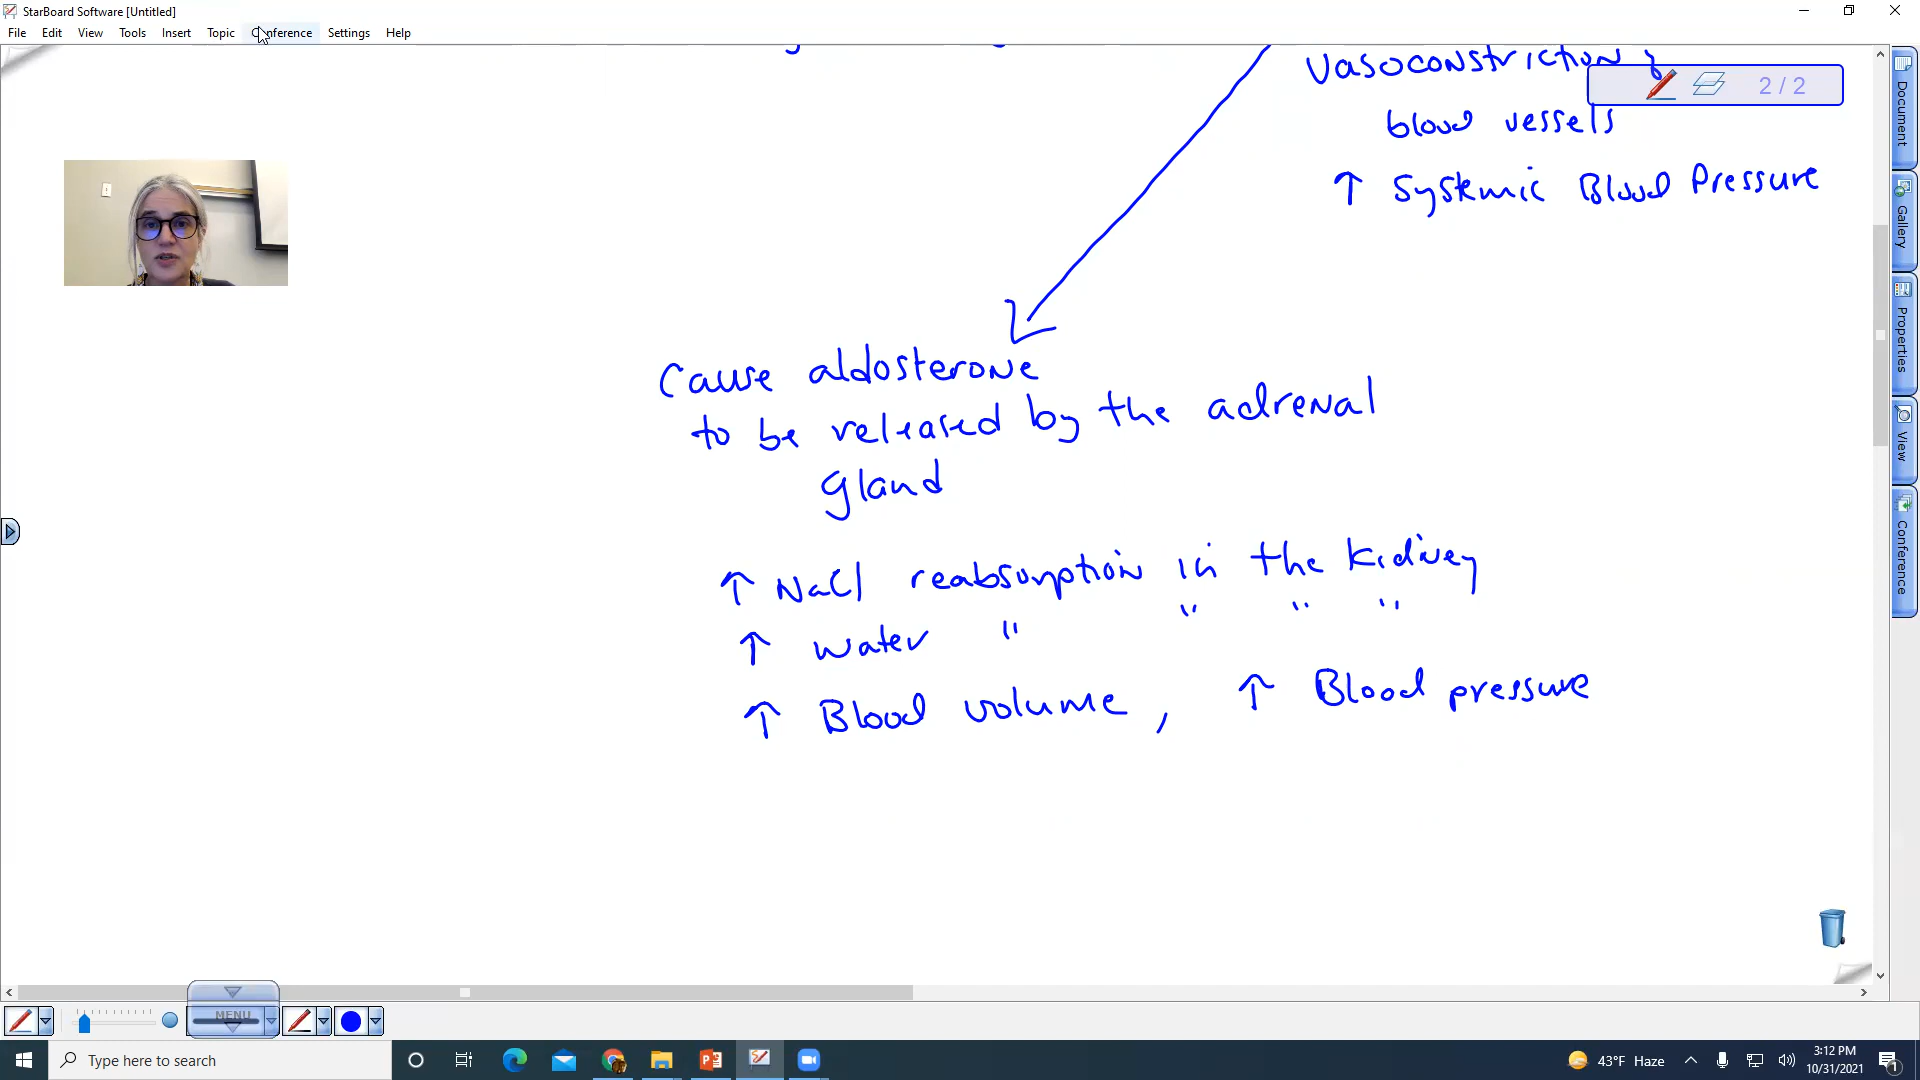 StarBoard Software [Untitled]
File Edit View Tools Insert Topic Conference Settings Help
Vasoconstriction of
2 / 2
blood vessels
↑ Systemic Blood Pressure
Cause aldosterone
to be released by the adrenal
gland
↑ NaCl reabsorption in the kidney
↑ water " " " "
↑ Blood volume, ↑ Blood pressure
Document
Gallery
Properties
View
Conference
MENU
Type here to search
43°F Haze
3:12 PM
10/31/2021
1